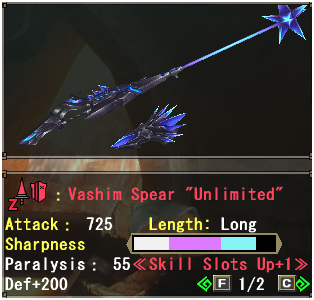 Z : Vashim Spear "Unlimited"
Attack : 725 Length: Long
Sharpness
Paralysis : 55≪Skill Slots Up+1≫
Def+200 F 1/2 C